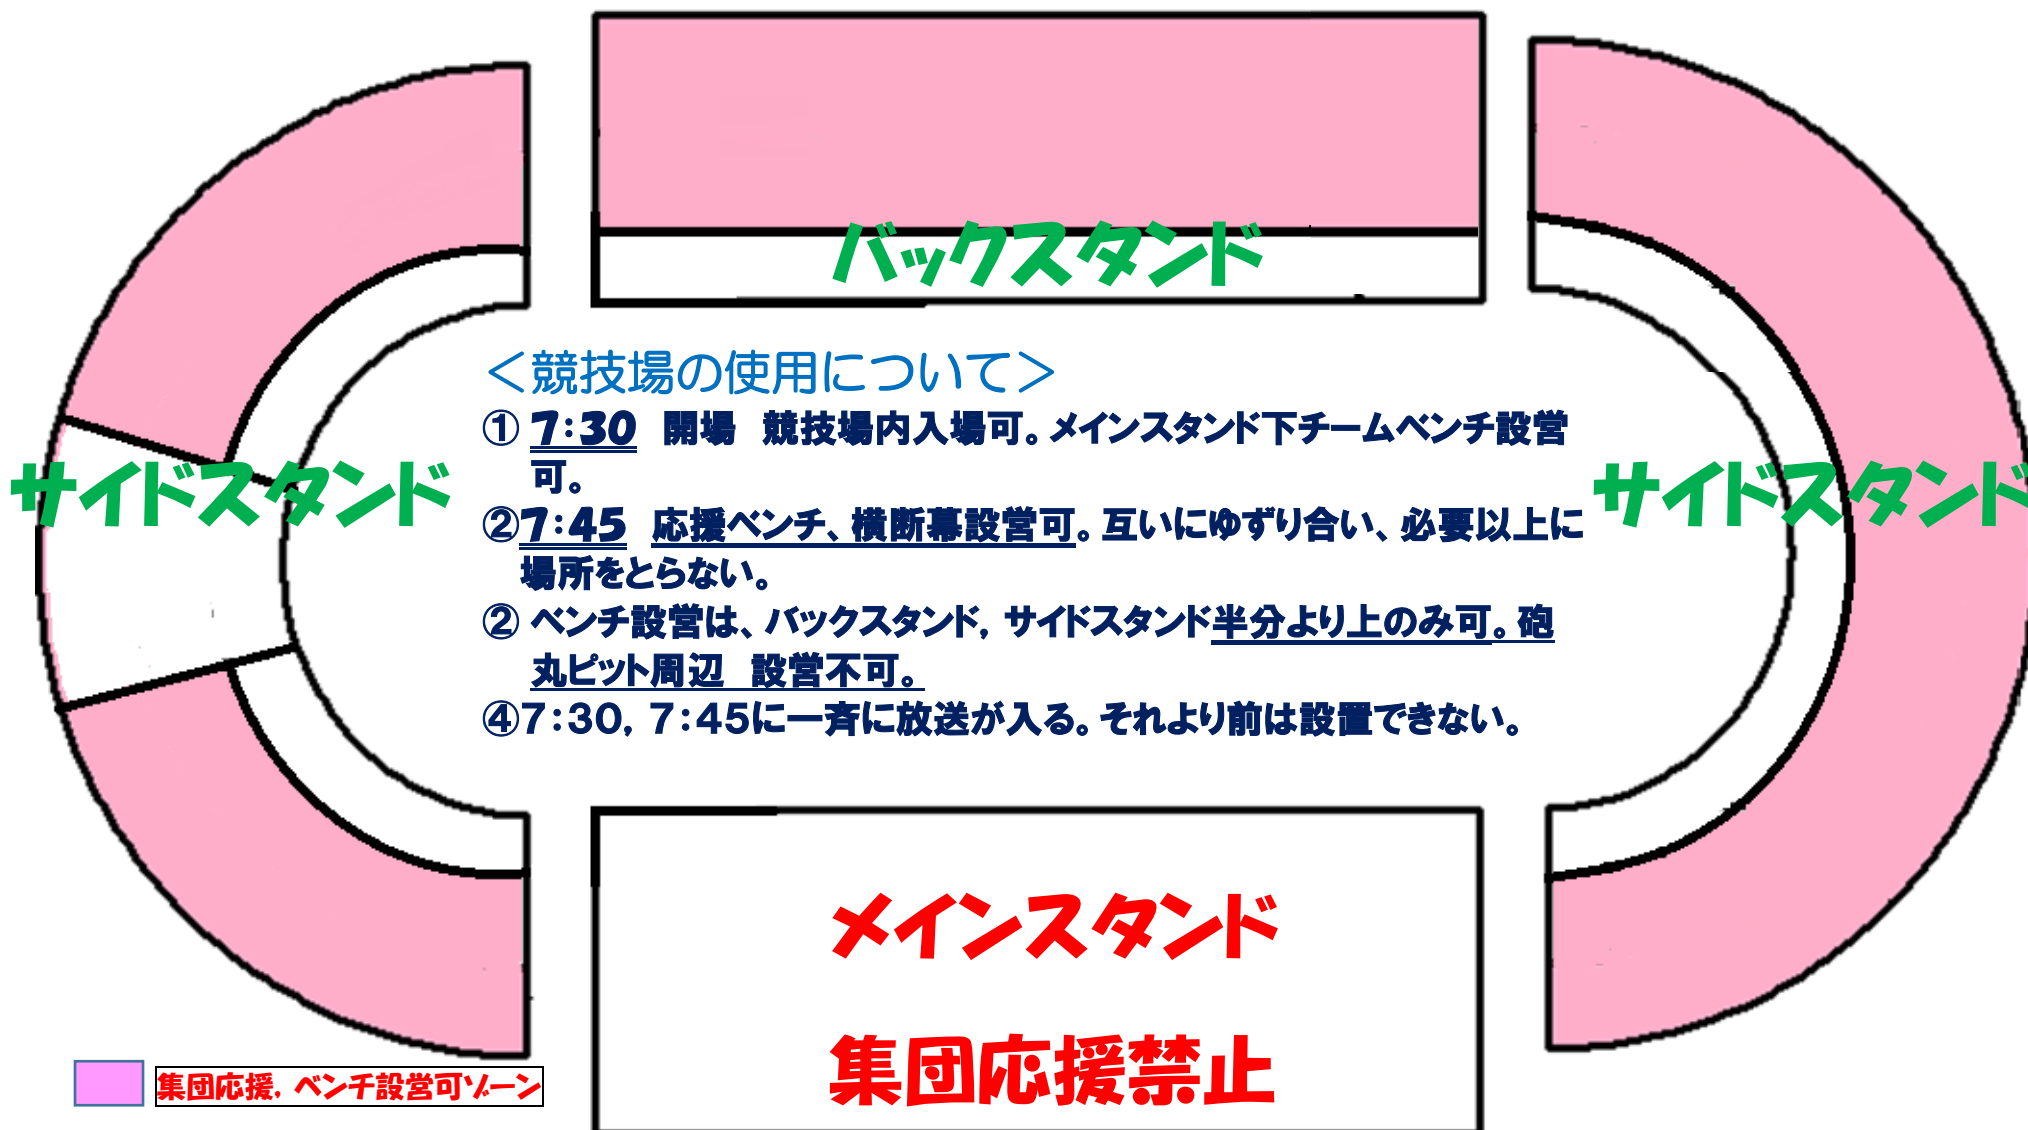 バックスタンド
＜競技場の使用について＞
① 7：30　開場　競技場内入場可。メインスタンド下チームベンチ設営
可。
②7：45　応援ベンチ、横断幕設営可。互いにゆずり合い、必要以上に
場所をとらない。
② ベンチ設営は、バックスタンド，サイドスタンド半分より上のみ可。砲
丸ピット周辺　設営不可。
④7：30，7：45に一斉に放送が入る。それより前は設置できない。
サイドスタンド
サイドスタンド
メインスタンド
集団応援禁止
集団応援，ベンチ設営可ゾーン